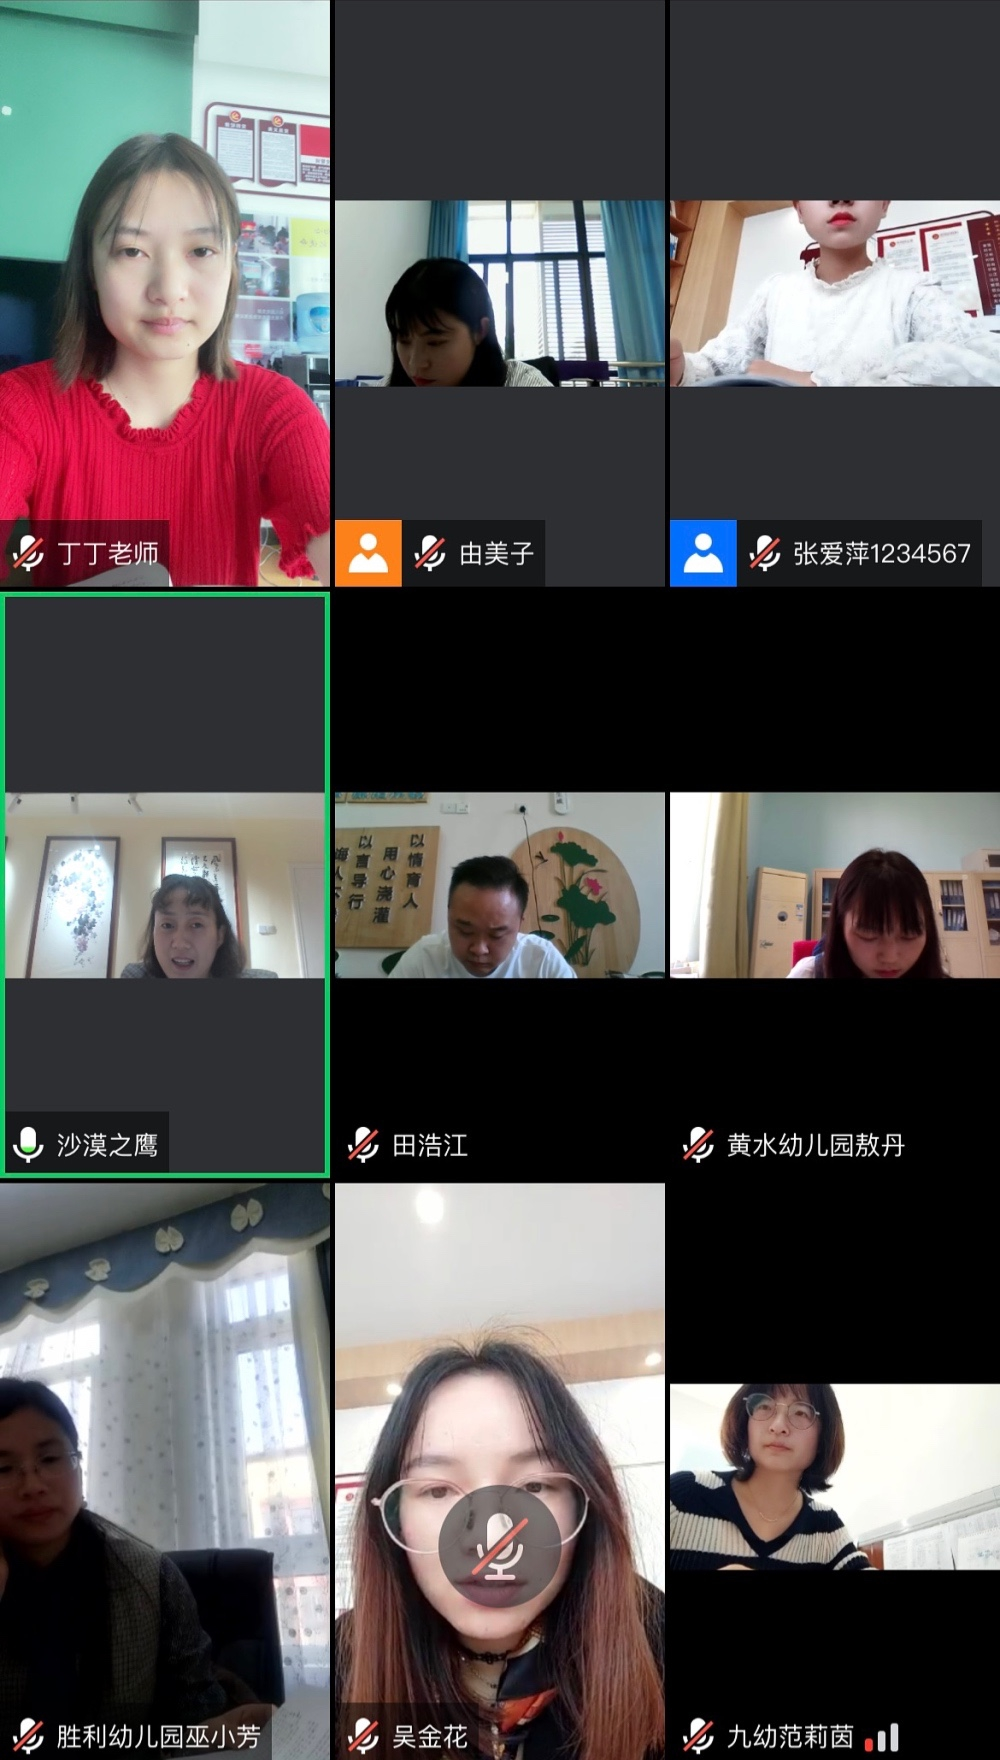 丁丁老师
由美子
张爱萍1234567
沙漠之鹰
以情育人
用心浇灌
以言导行
田浩江
黄水幼儿园敖丹
胜利幼儿园巫小芳
吴金花
九幼范莉茵